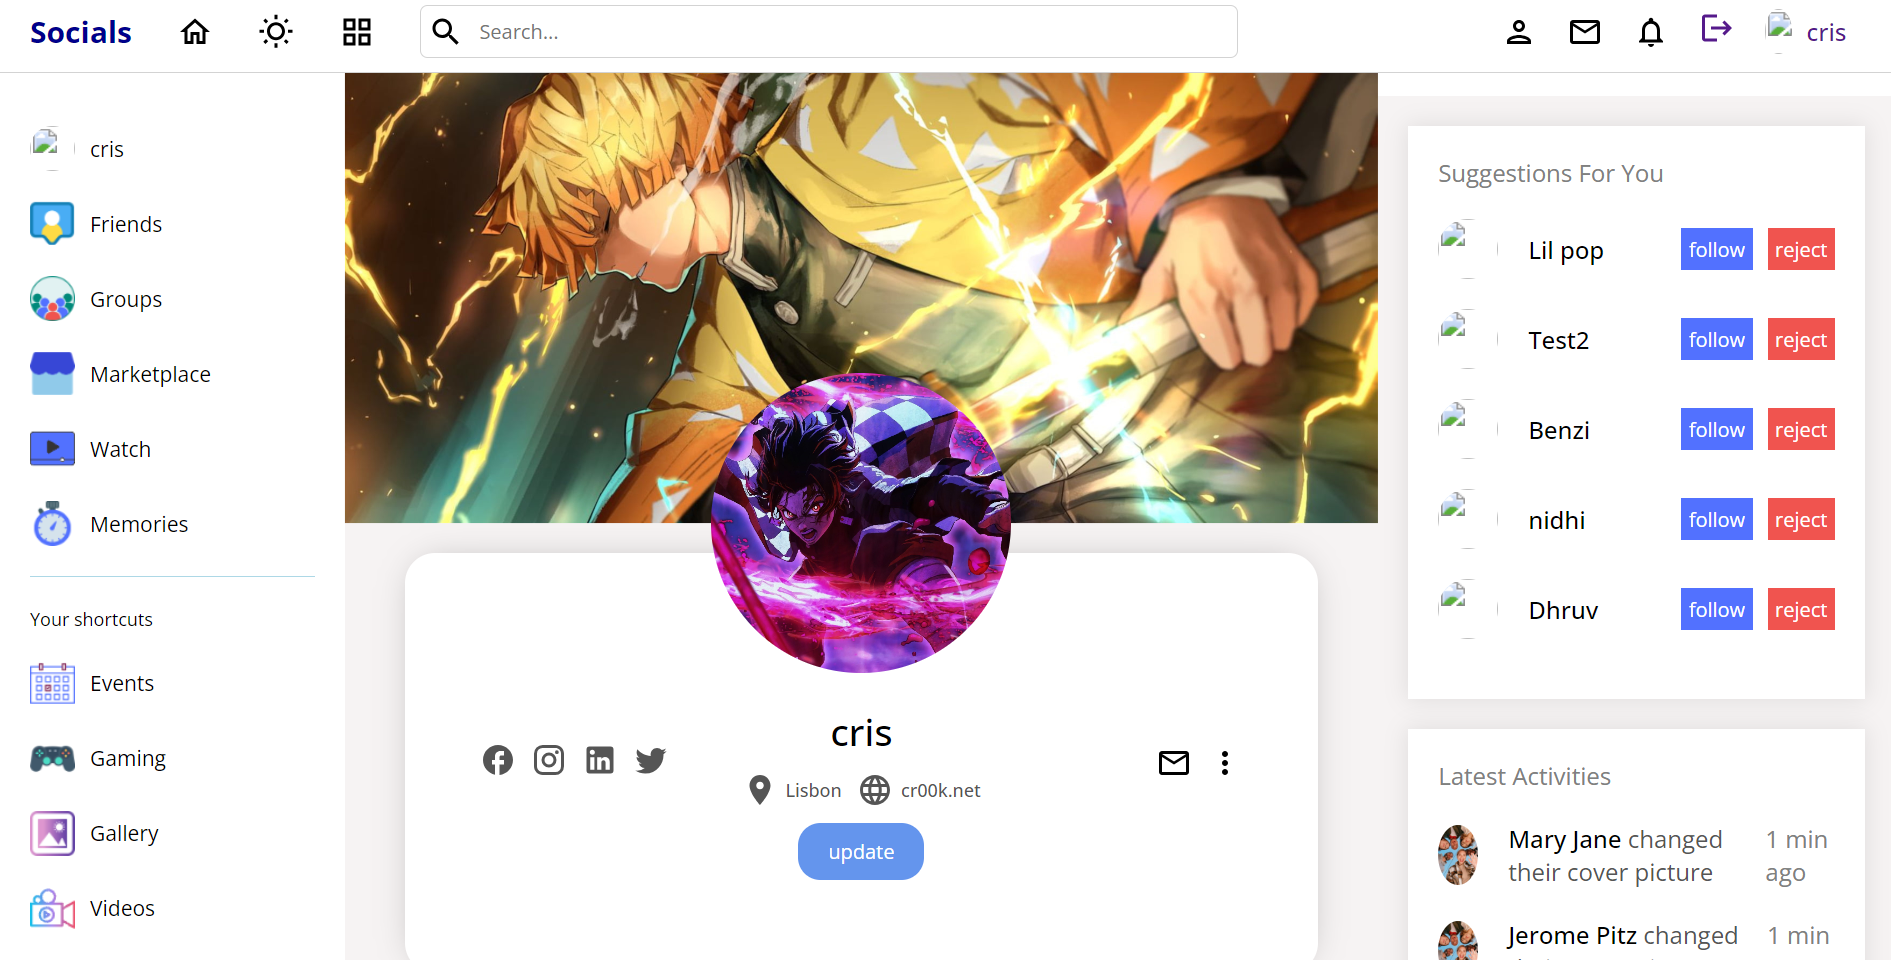 Socials
Search...
cris
cris
Friends
Groups
Marketplace
Watch
Memories
Your shortcuts
Events
Gaming
Gallery
Videos
cris
Lisbon
cr00k.net
update
Suggestions For You
Lil pop follow reject
Test2 follow reject
Benzi follow reject
nidhi follow reject
Dhruv follow reject
Latest Activities
Mary Jane changed 1 min
their cover picture ago
Jerome Pitz changed 1 min